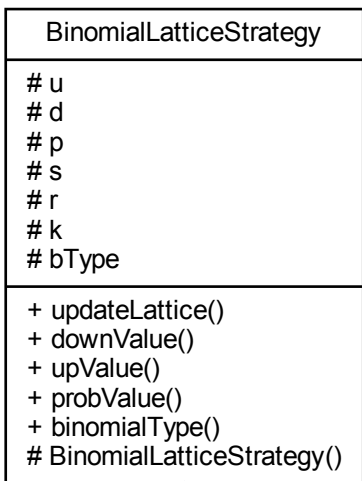 BinomialLatticeStrategy
# u
# d
# p
# s
# r
# k
# bType
+ updateLattice()
+ downValue()
+ upValue()
+ probValue()
+ binomialType()
# BinomialLatticeStrategy()